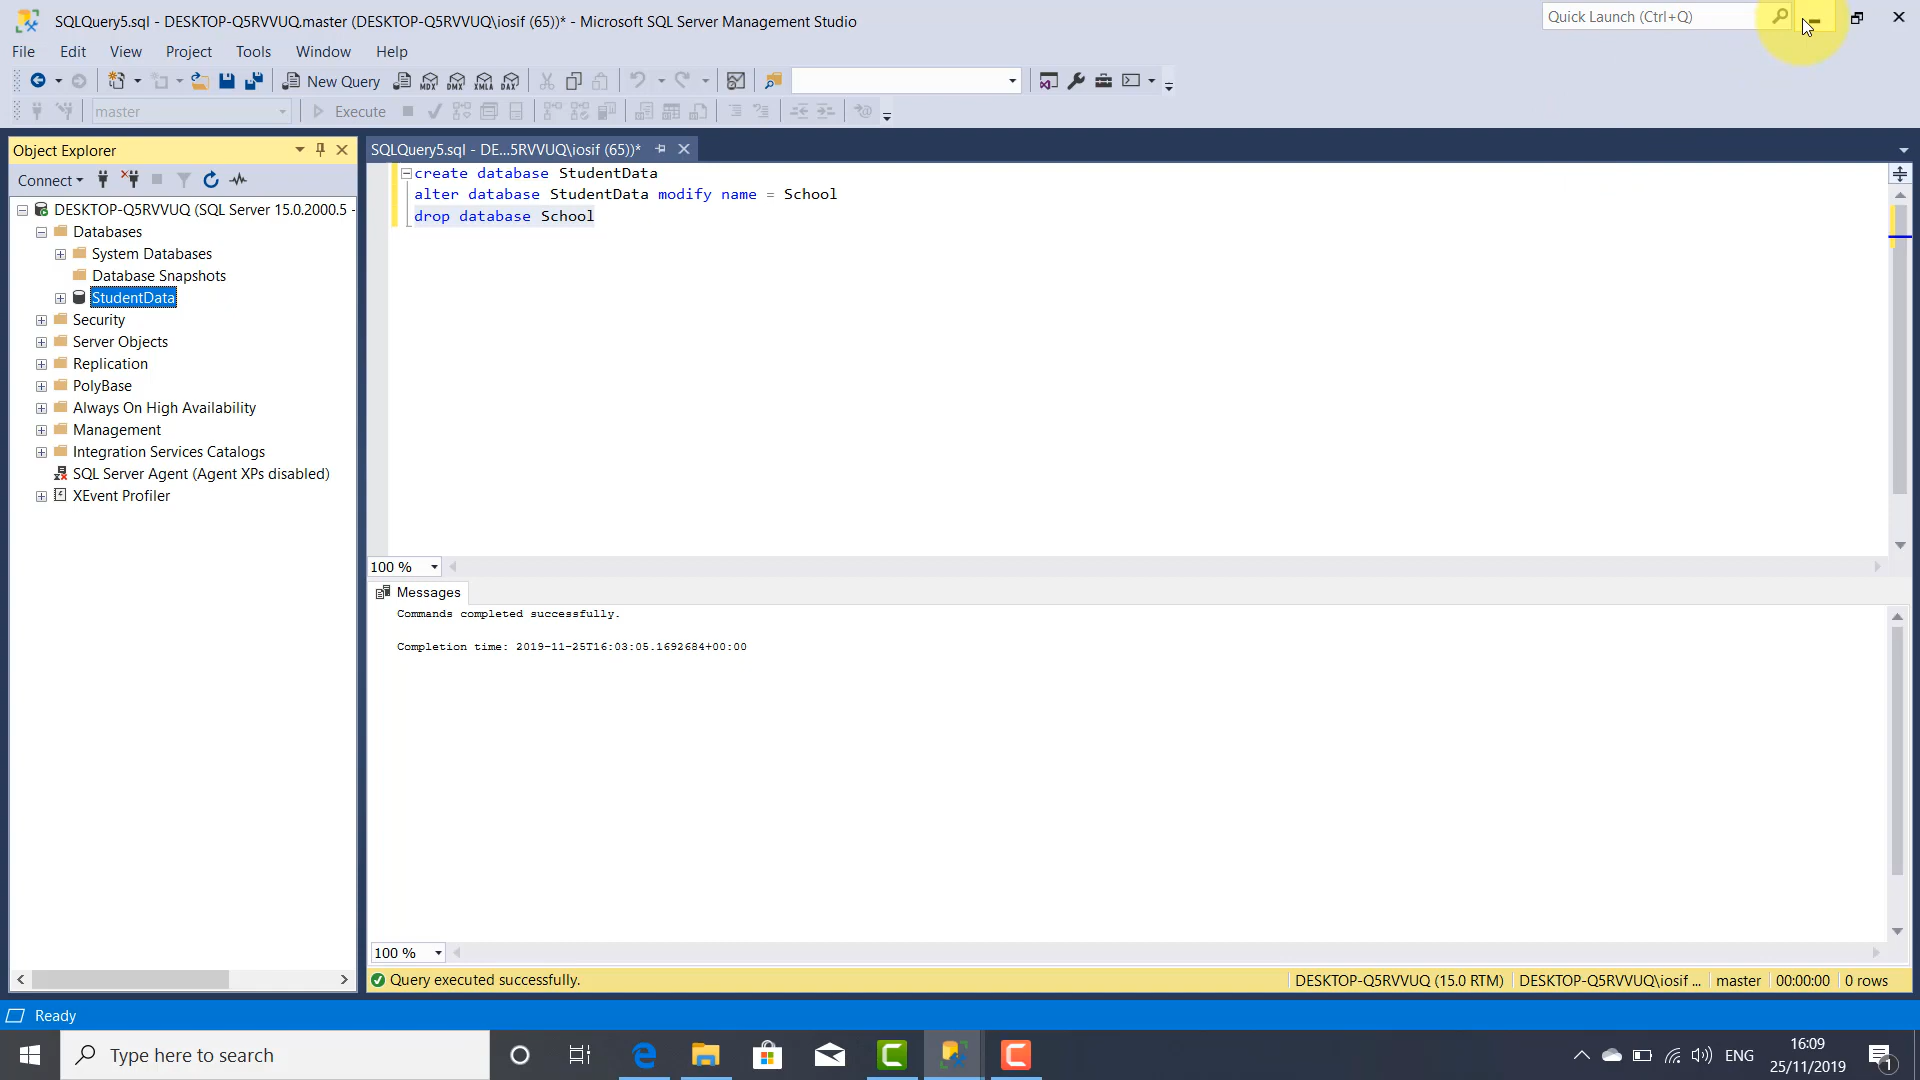 SQLQuery5.sql - DESKTOP-Q5RVVUQ.master (DESKTOP-Q5RVVUQ\iosif (65))* - Microsoft SQL Server Management Studio
Quick Launch (Ctrl+Q)
File Edit View Project Tools Window Help
New Query
MDX DMX XMLA DAX
master
Execute
Object Explorer
SQLQuery5.sql - DE...5RVVUQ\iosif (65))*
Connect
DESKTOP-Q5RVVUQ (SQL Server 15.0.2000.5 -
Databases
System Databases
Database Snapshots
StudentData
Security
Server Objects
Replication
PolyBase
Always On High Availability
Management
Integration Services Catalogs
SQL Server Agent (Agent XPs disabled)
XEvent Profiler
create database StudentData
alter database StudentData modify name = School
drop database School
100 %
Messages
Commands completed successfully.
Completion time: 2019-11-25T16:03:05.1692684+00:00
100 %
Query executed successfully.
DESKTOP-Q5RVVUQ (15.0 RTM)
DESKTOP-Q5RVVUQ\iosif ...
master
00:00:00
0 rows
Ready
Type here to search
ENG
16:09
25/11/2019
1